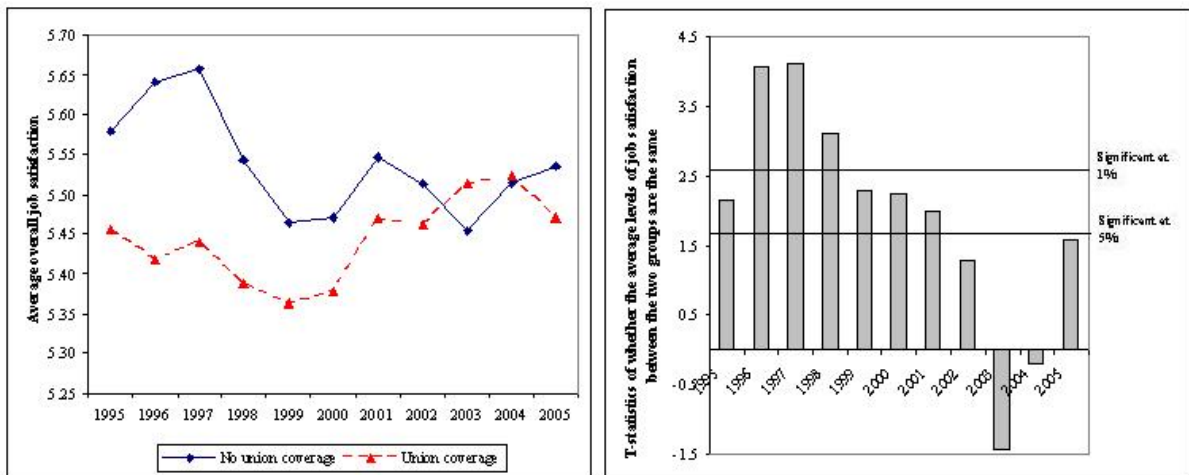 Average overall job satisfaction
5.70
5.65
5.60
5.55
5.50
5.45
5.40
5.35
5.30
5.25
1995 1996 1997 1998 1999 2000 2001 2002 2003 2004 2005
No union coverage
Union coverage
T-statistics of whether the average levels of job satisfaction
between the two groups are the same
4.5
3.5
2.5
1.5
0.5
-0.5
-1.5
1995 1996 1997 1998 1999 2000 2001 2002 2003 2004 2005
Significant at
1%
Significant at
5%